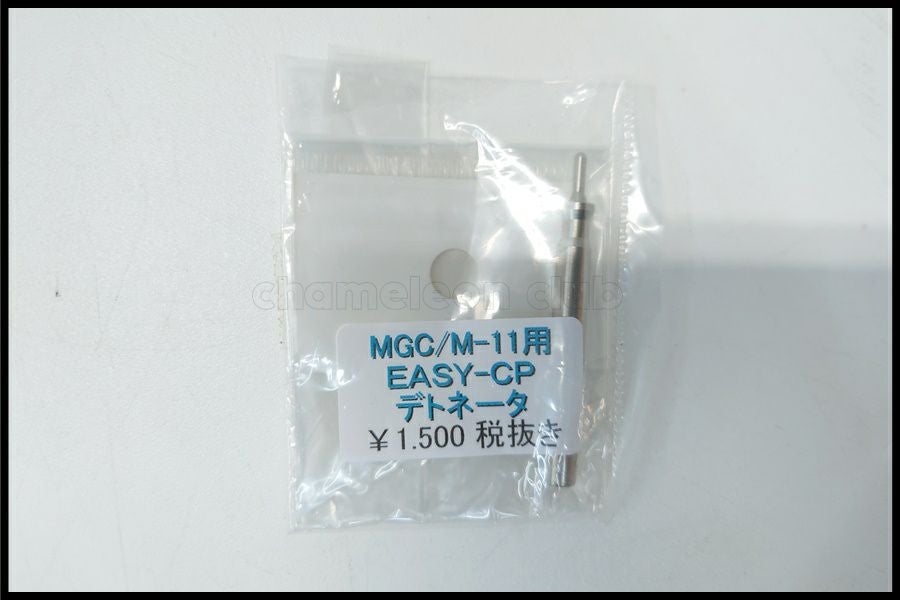 chameleon club
MGC/M-11用
EASY-CP
デトネータ
￥1.500 税抜き